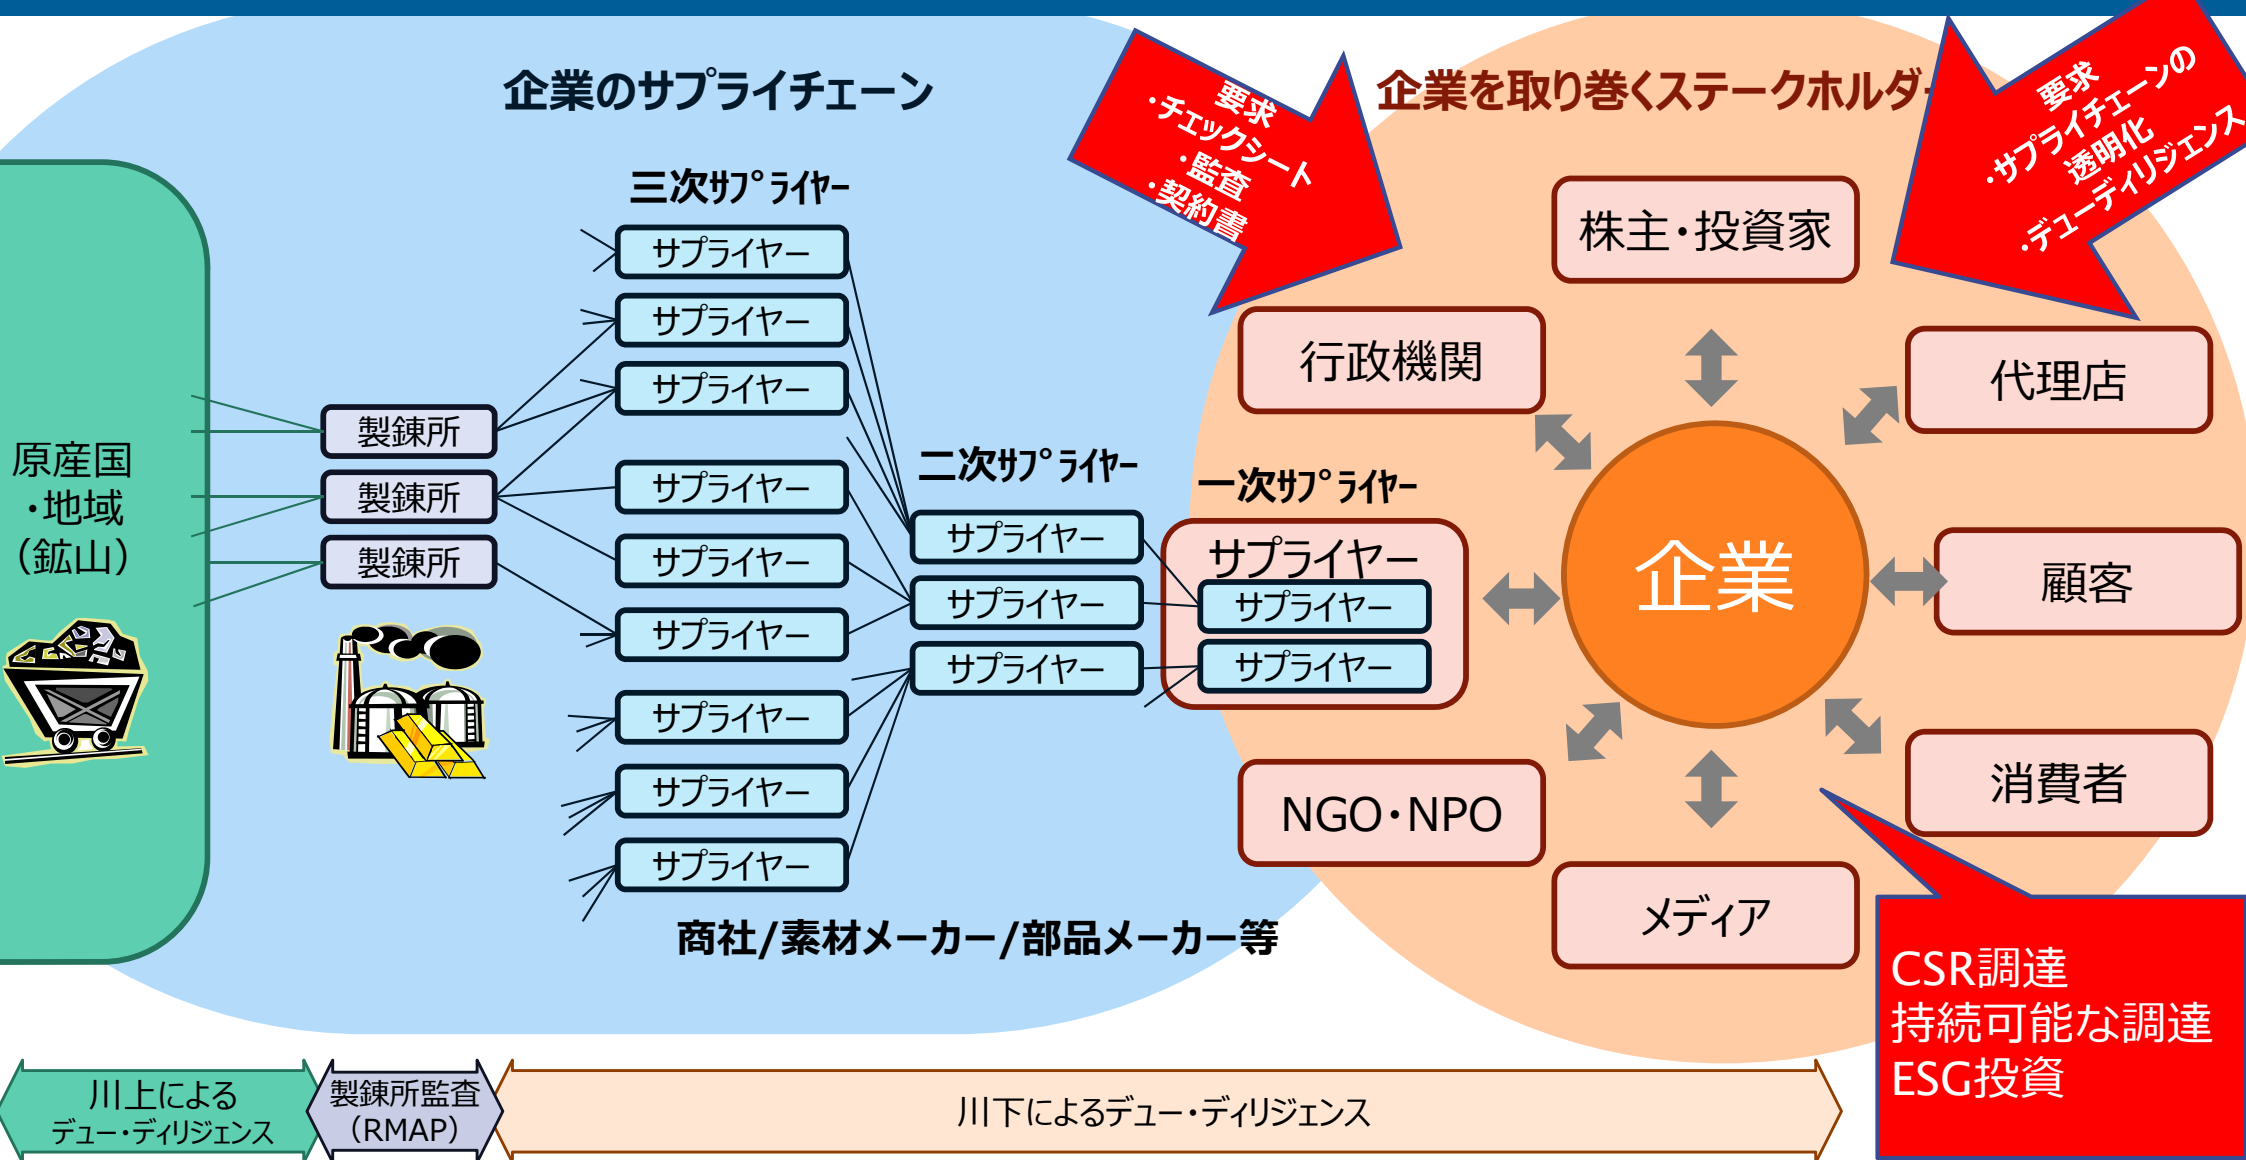 企業のサプライチェーン
企業を取り巻くステークホルダー
要求
・チェックシート
・監査
・契約書
要求
・サプライチェーンの
透明化
・デューディリジェンス
三次ｻﾌﾟﾗｲﾔｰ
サプライヤー
サプライヤー
サプライヤー
サプライヤー
サプライヤー
サプライヤー
サプライヤー
サプライヤー
サプライヤー
製錬所
製錬所
製錬所
原産国
・地域
（鉱山）
二次ｻﾌﾟﾗｲﾔｰ
サプライヤー
サプライヤー
サプライヤー
一次ｻﾌﾟﾗｲﾔｰ
サプライヤー
サプライヤー
サプライヤー
商社/素材メーカー/部品メーカー等
株主・投資家
行政機関
代理店
企業
顧客
消費者
NGO・NPO
メディア
CSR調達
持続可能な調達
ESG投資
川上による
デュー・ディリジェンス
製錬所監査
（RMAP）
川下によるデュー・ディリジェンス